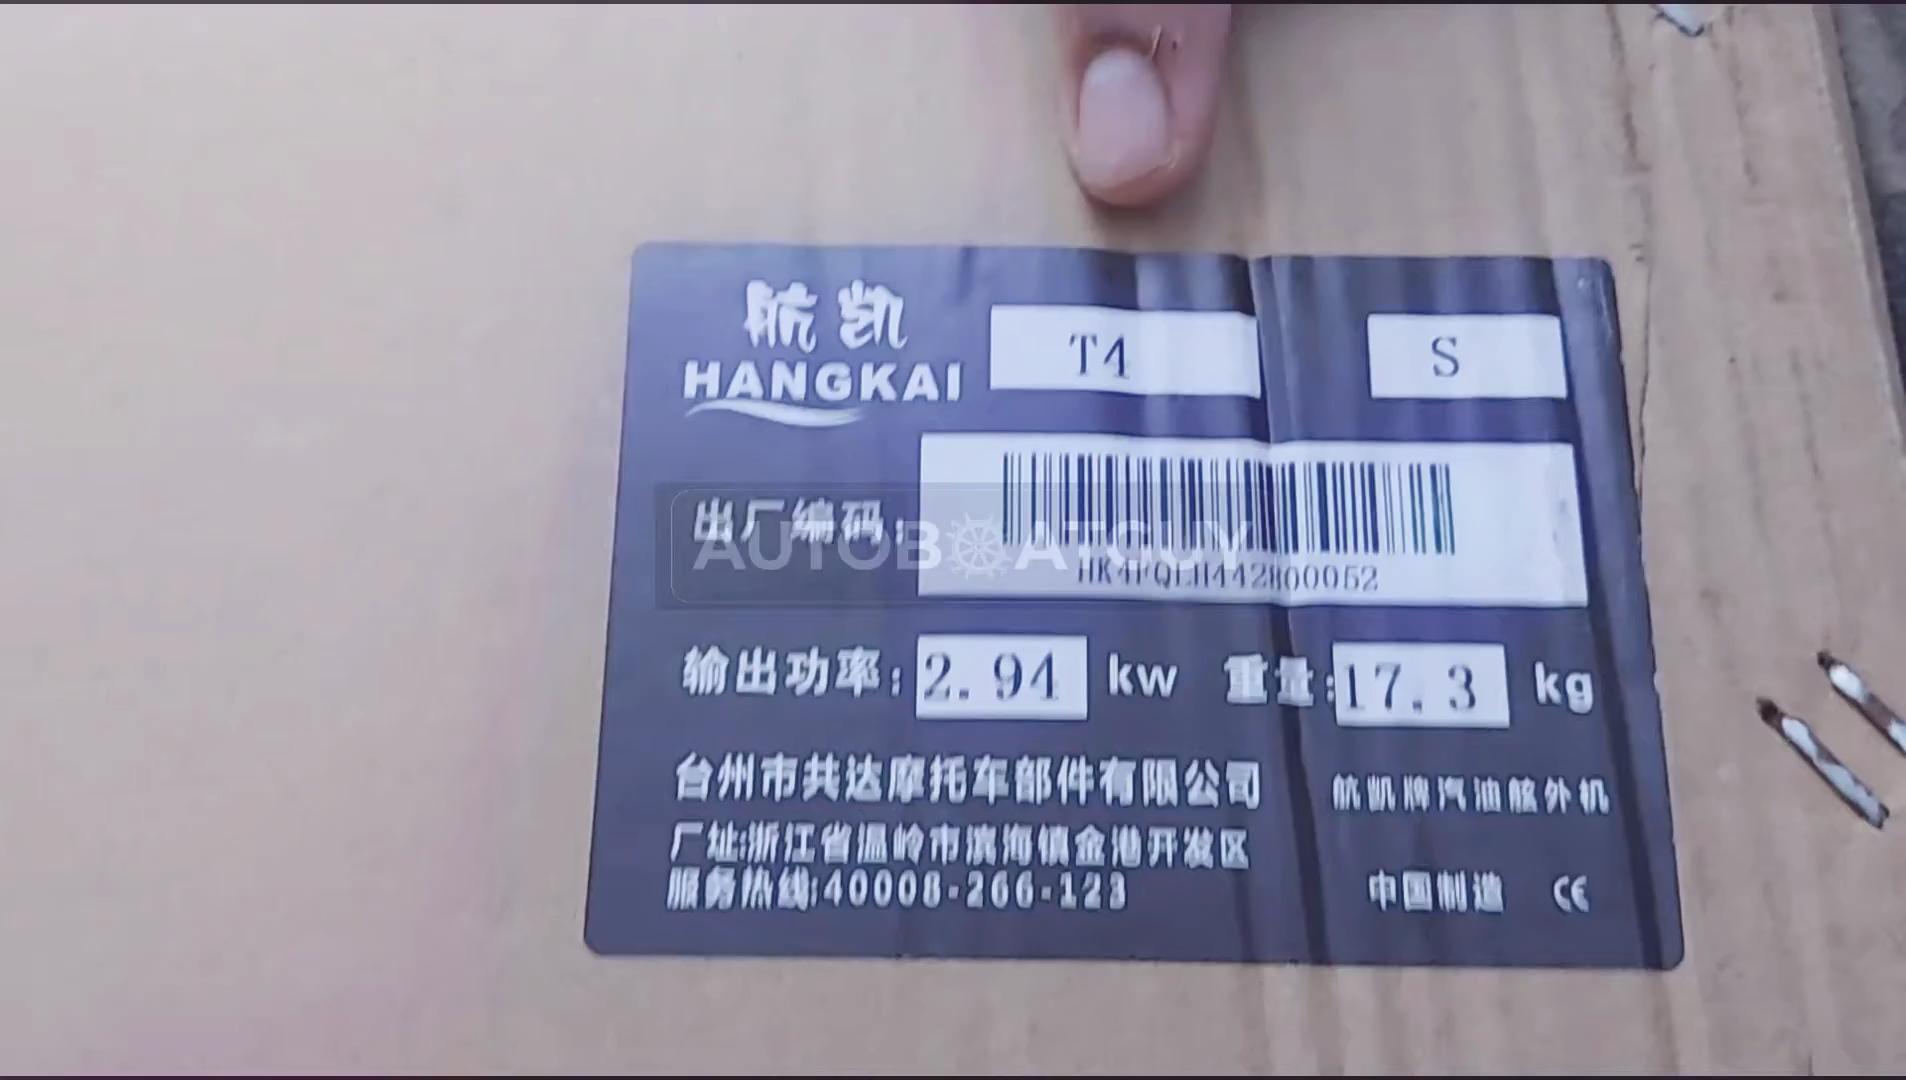 航凯
HANGKAI
T4
S
出厂编码:
AUTOBOATGUY
输出功率: 2.94 kw 重量: 17.3 kg
台州市共达摩托车部件有限公司
航凯牌汽油舷外机
厂址:浙江省温岭市滨海镇金港开发区
服务热线:40008-266-123
中国制造 CE